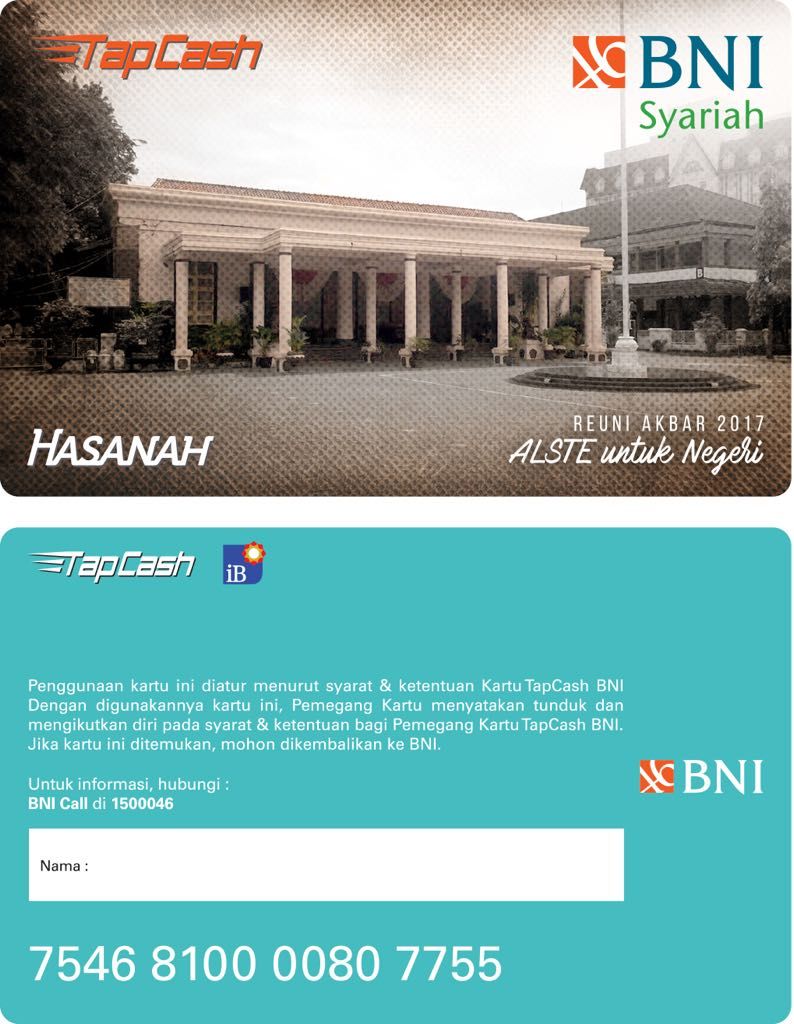 TapCash
BNI
Syariah
B
HASANAH
REUNI AKBAR 2017
ALSTE untuk Negeri
TapCash
iB
Penggunaan kartu ini diatur menurut syarat & ketentuan Kartu TapCash BNI
Dengan digunakannya kartu ini, Pemegang Kartu menyatakan tunduk dan
mengikutkan diri pada syarat & ketentuan bagi Pemegang Kartu TapCash BNI.
Jika kartu ini ditemukan, mohon dikembalikan ke BNI.
BNI
Untuk informasi, hubungi :
BNI Call di 1500046
Nama :
7546 8100 0080 7755